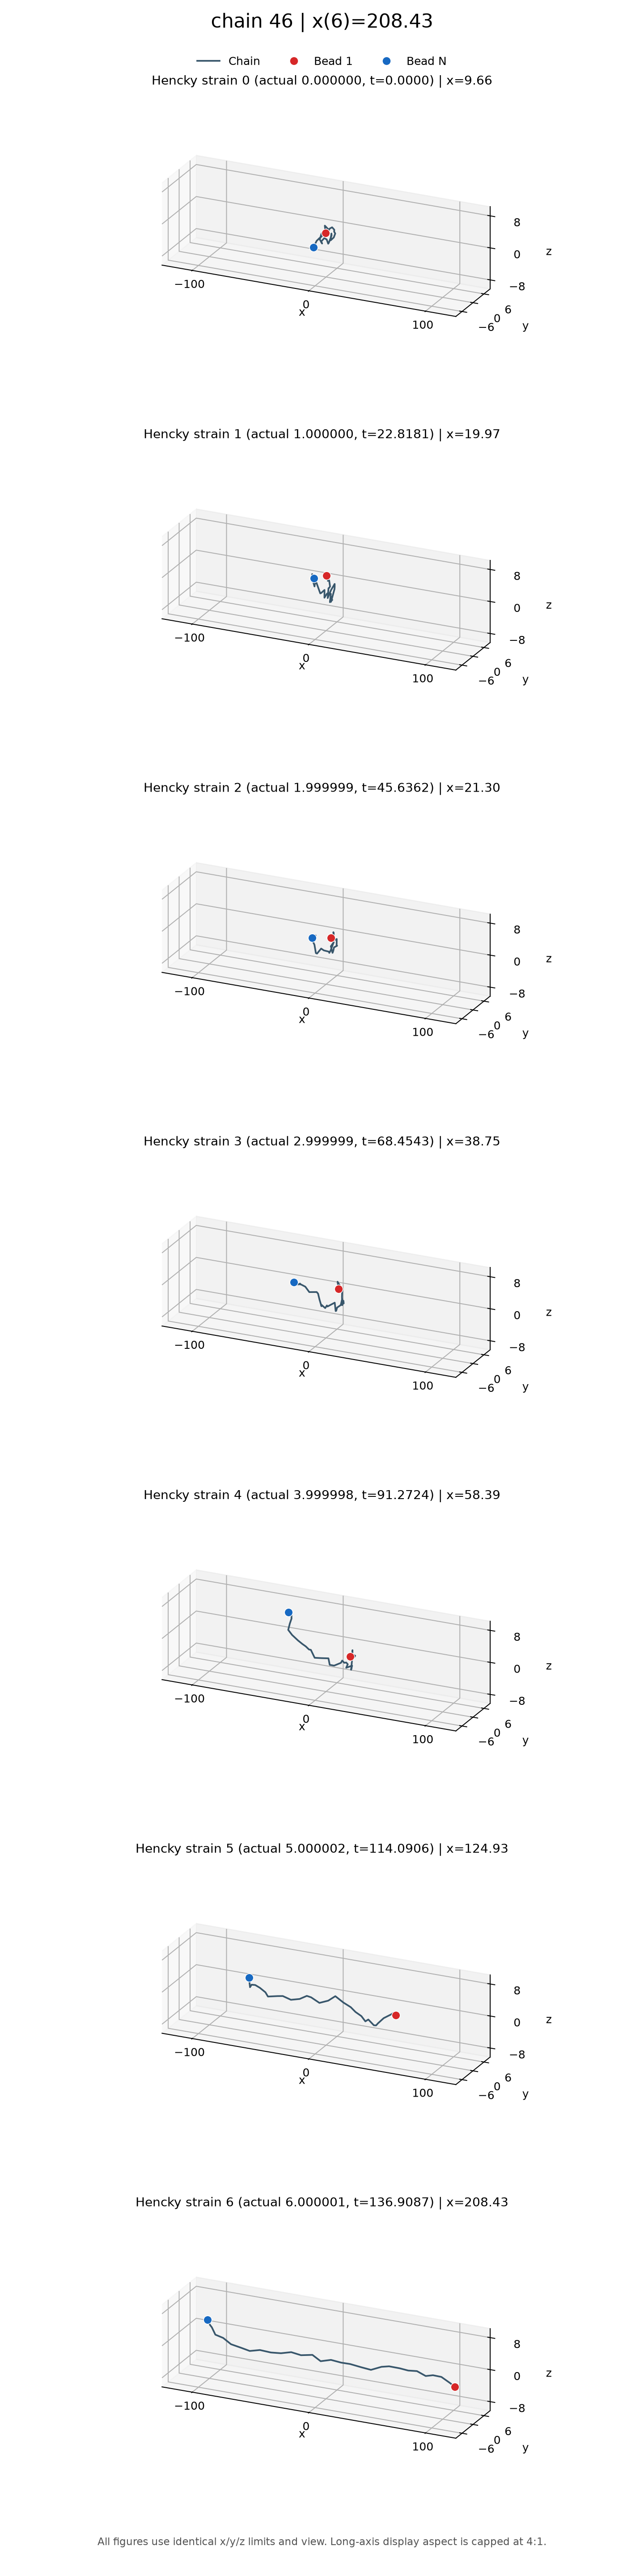 chain 46 | x(6)=208.43
Chain Bead 1 Bead N
Hencky strain 0 (actual 0.000000, t=0.0000) | x=9.66
8
0
−8
z
6
0
−6
y
−100
0
100
x
Hencky strain 1 (actual 1.000000, t=22.8181) | x=19.97
8
0
−8
z
6
0
−6
y
−100
0
100
x
Hencky strain 2 (actual 1.999999, t=45.6362) | x=21.30
8
0
−8
z
6
0
−6
y
−100
0
100
x
Hencky strain 3 (actual 2.999999, t=68.4543) | x=38.75
8
0
−8
z
6
0
−6
y
−100
0
100
x
Hencky strain 4 (actual 3.999998, t=91.2724) | x=58.39
8
0
−8
z
6
0
−6
y
−100
0
100
x
Hencky strain 5 (actual 5.000002, t=114.0906) | x=124.93
8
0
−8
z
6
0
−6
y
−100
0
100
x
Hencky strain 6 (actual 6.000001, t=136.9087) | x=208.43
8
0
−8
z
6
0
−6
y
−100
0
100
x
All figures use identical x/y/z limits and view. Long-axis display aspect is capped at 4:1.